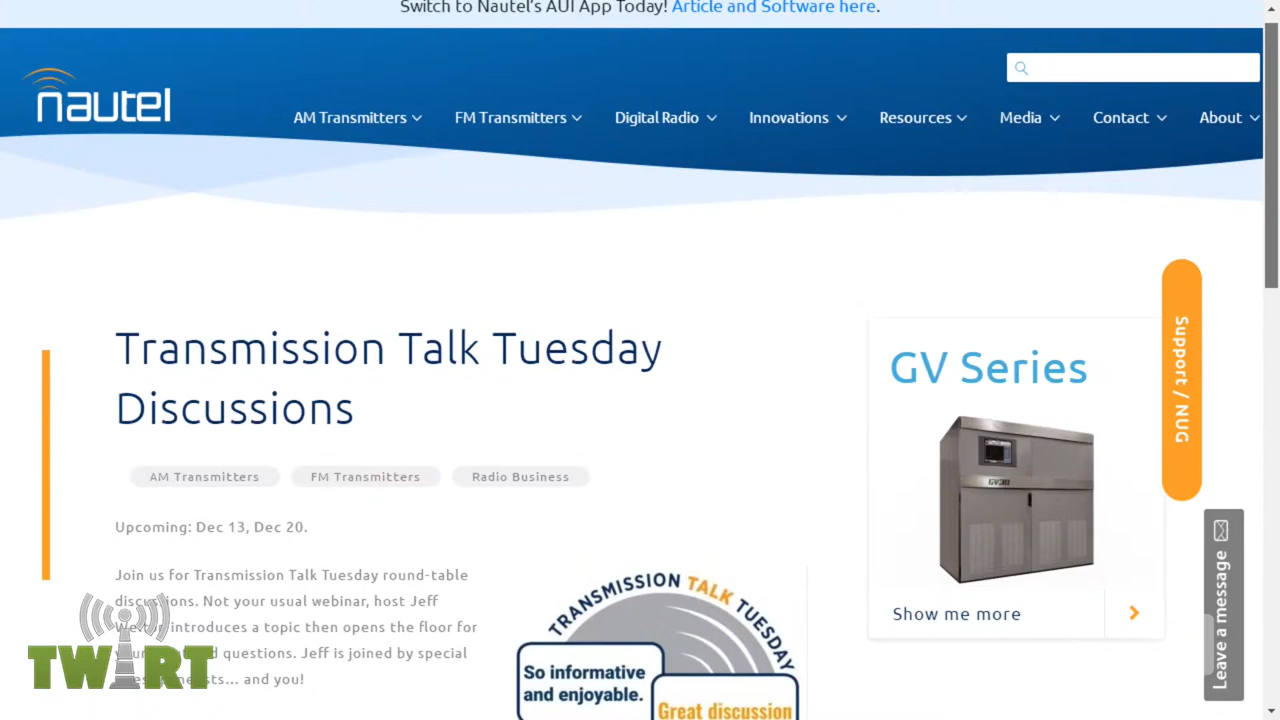 Switch to Nautel's AUI App Today! Article and Software here.
nautel
AM Transmitters
FM Transmitters
Digital Radio
Innovations
Resources
Media
Contact
About
Transmission Talk Tuesday
Discussions
AM Transmitters
FM Transmitters
Radio Business
Upcoming: Dec 13, Dec 20.
Join us for Transmission Talk Tuesday round-table
discussions. Not your usual webinar, host Jeff
introduces a topic then opens the floor for
questions. Jeff is joined by special
... and you!
TRANSMISSION TALK TUESDAY
So informative
and enjoyable.
Great discussion
GV Series
GV30
Show me more
Support / NUG
Leave a message
TWiRT